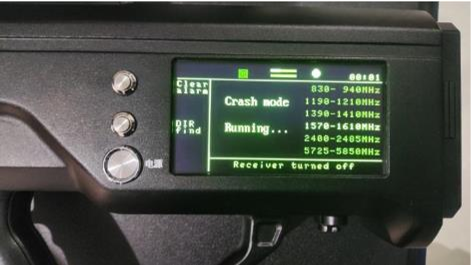 00:01
Clear
alarm
DIR
find
Crash mode
Running...
830- 940MHz
1190-1210MHz
1390-1410MHz
1570-1610MHz
2400-2485MHz
5725-5850MHz
Receiver turned off
电源